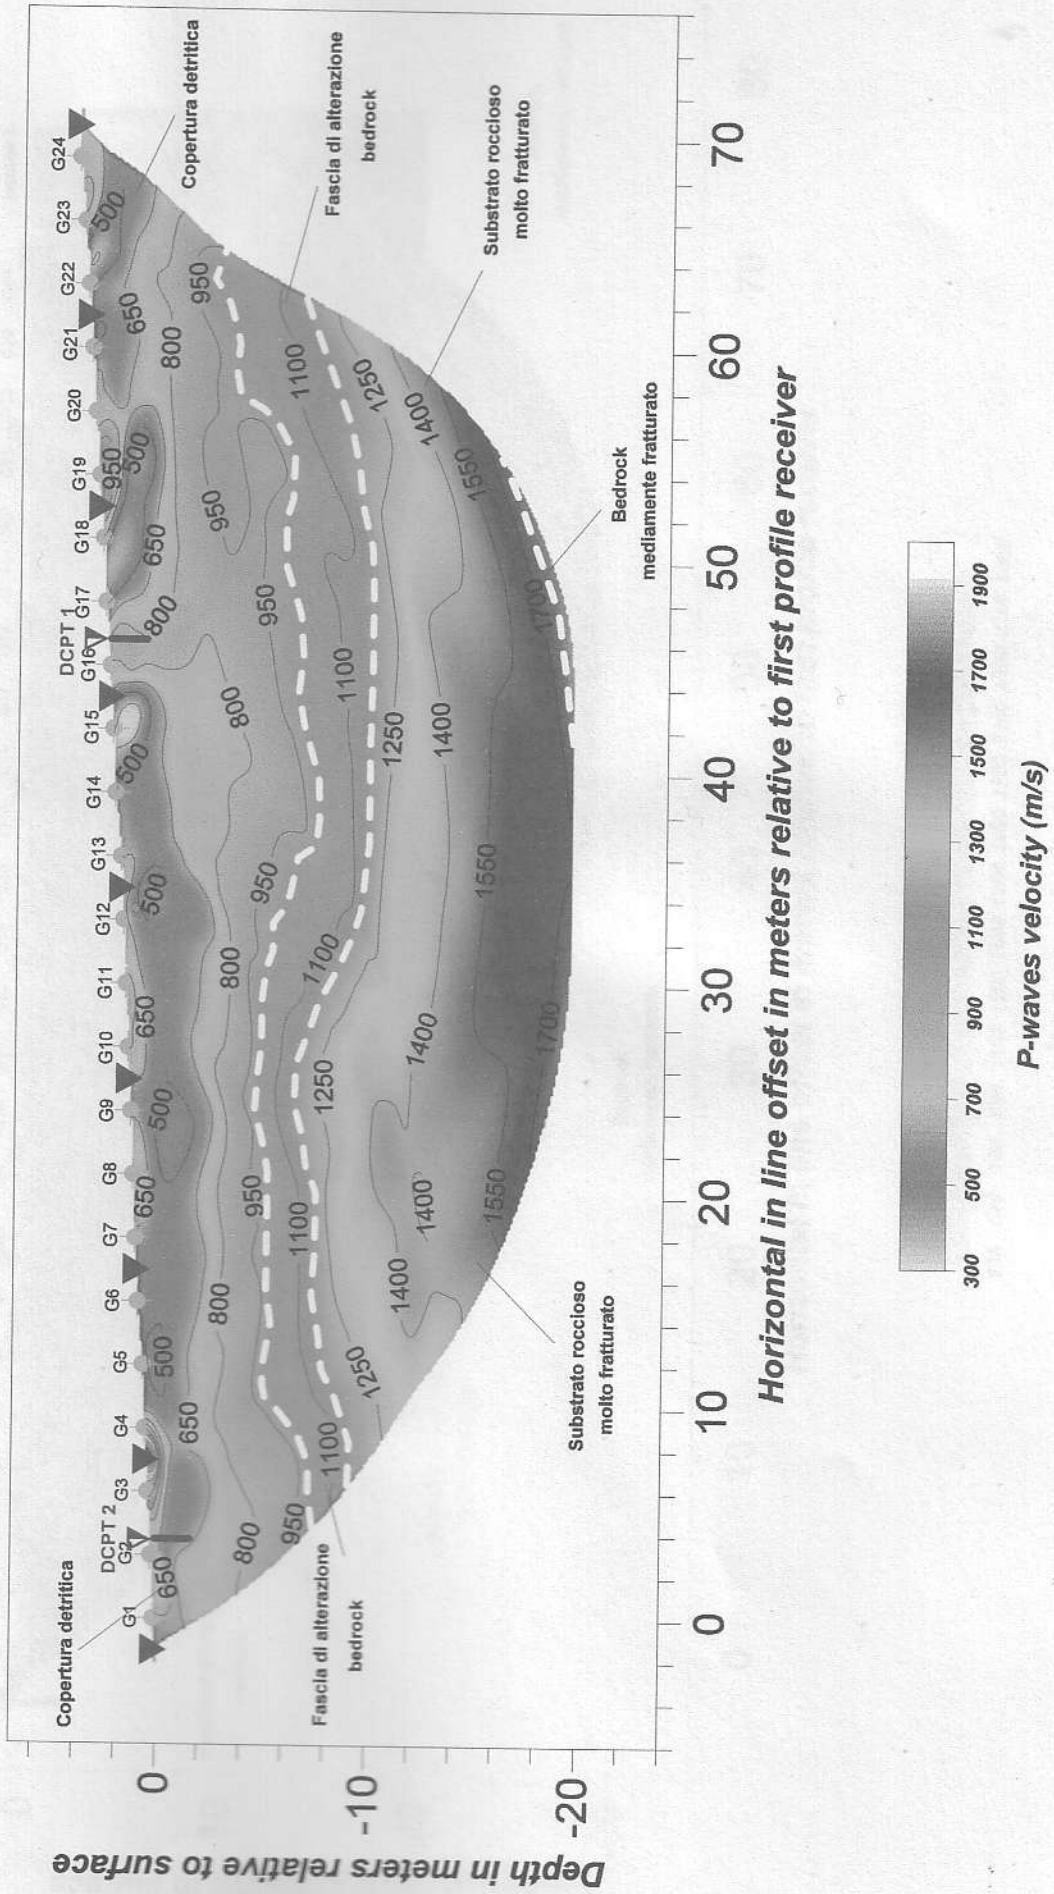 Depth in meters relative to surface
0
-10
-20
Copertura detritica
DCPT 2
DCPT 1
G1
G2
G3
G4
G5
G6
G7
G8
G9
G10
G11
G12
G13
G14
G15
G16
G17
G18
G19
G20
G21
G22
G23
G24
Copertura detritica
Fascia di alterazione
bedrock
Substrato roccioso
molto fratturato
Fascia di alterazione
bedrock
Substrato roccioso
molto fratturato
Bedrock
mediamente fratturato
650
650
500
650
500
650
500
500
800
650
500
950
650
500
800
800
800
800
800
950
950
950
950
950
950
1100
1100
1100
1100
1100
1250
1250
1250
1250
1400
1400
1400
1400
1400
1550
1550
1550
1700
1700
0
10
20
30
40
50
60
70
Horizontal in line offset in meters relative to first profile receiver
300
500
700
900
1100
1300
1500
1700
1900
P-waves velocity (m/s)